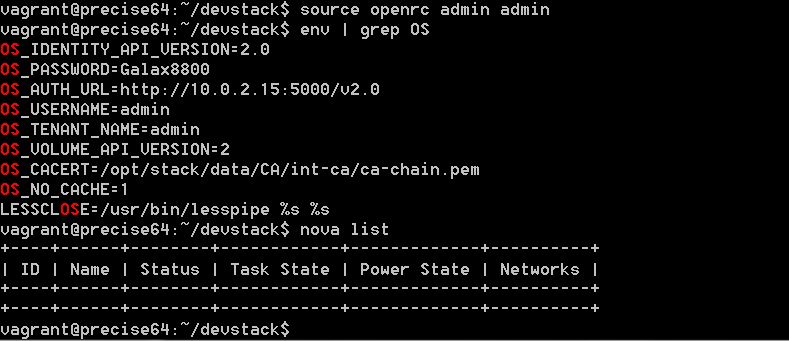 vagrant@precise64:~/devstack$ source openrc admin admin
vagrant@precise64:~/devstack$ env | grep OS
OS_IDENTITY_API_VERSION=2.0
OS_PASSWORD=Galax8800
OS_AUTH_URL=http://10.0.2.15:5000/v2.0
OS_USERNAME=admin
OS_TENANT_NAME=admin
OS_VOLUME_API_VERSION=2
OS_CACERT=/opt/stack/data/CA/int-ca/ca-chain.pem
OS_NO_CACHE=1
LESSCLOSE=/usr/bin/lesspipe %s %s
vagrant@precise64:~/devstack$ nova list
+----+------+--------+------------+-------------+----------+
| ID | Name | Status | Task State | Power State | Networks |
+----+------+--------+------------+-------------+----------+
+----+------+--------+------------+-------------+----------+
vagrant@precise64:~/devstack$